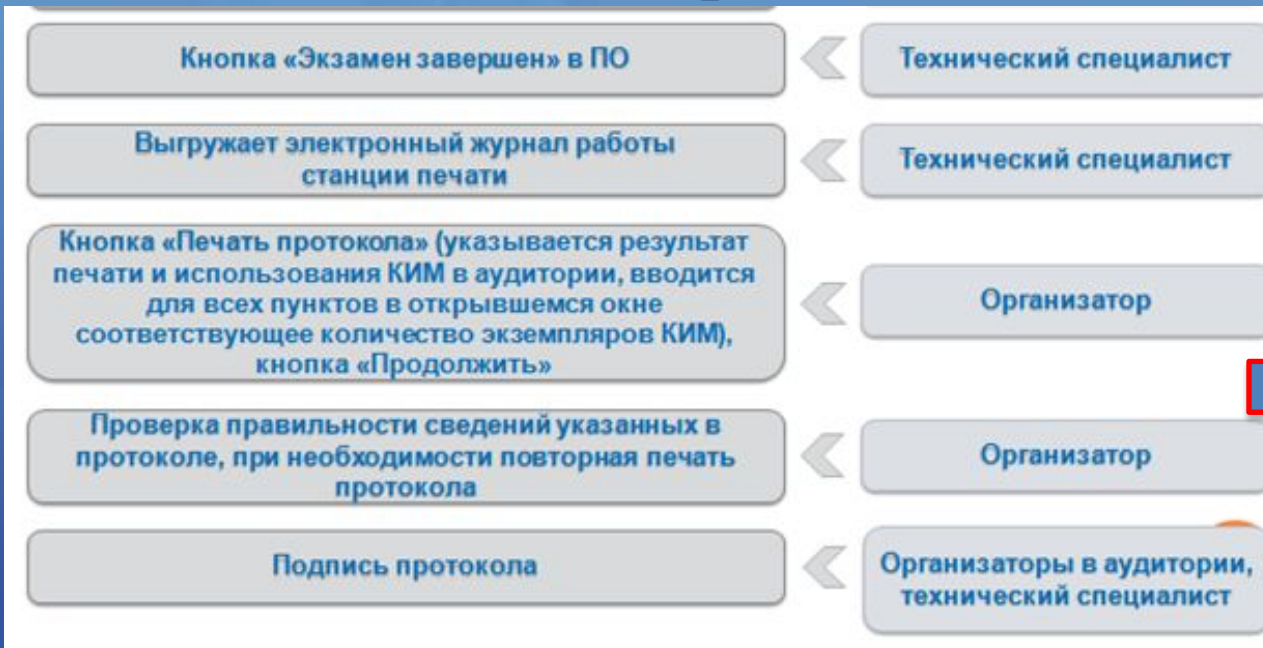 Кнопка «Экзамен завершен» в ПО
Технический специалист
Выгружает электронный журнал работы
станции печати
Технический специалист
Кнопка «Печать протокола» (указывается результат
печати и использования КИМ в аудитории, вводится
для всех пунктов в открывшемся окне
соответствующее количество экземпляров КИМ),
кнопка «Продолжить»
Организатор
Проверка правильности сведений указанных в
протоколе, при необходимости повторная печать
протокола
Организатор
Подпись протокола
Организаторы в аудитории,
технический специалист